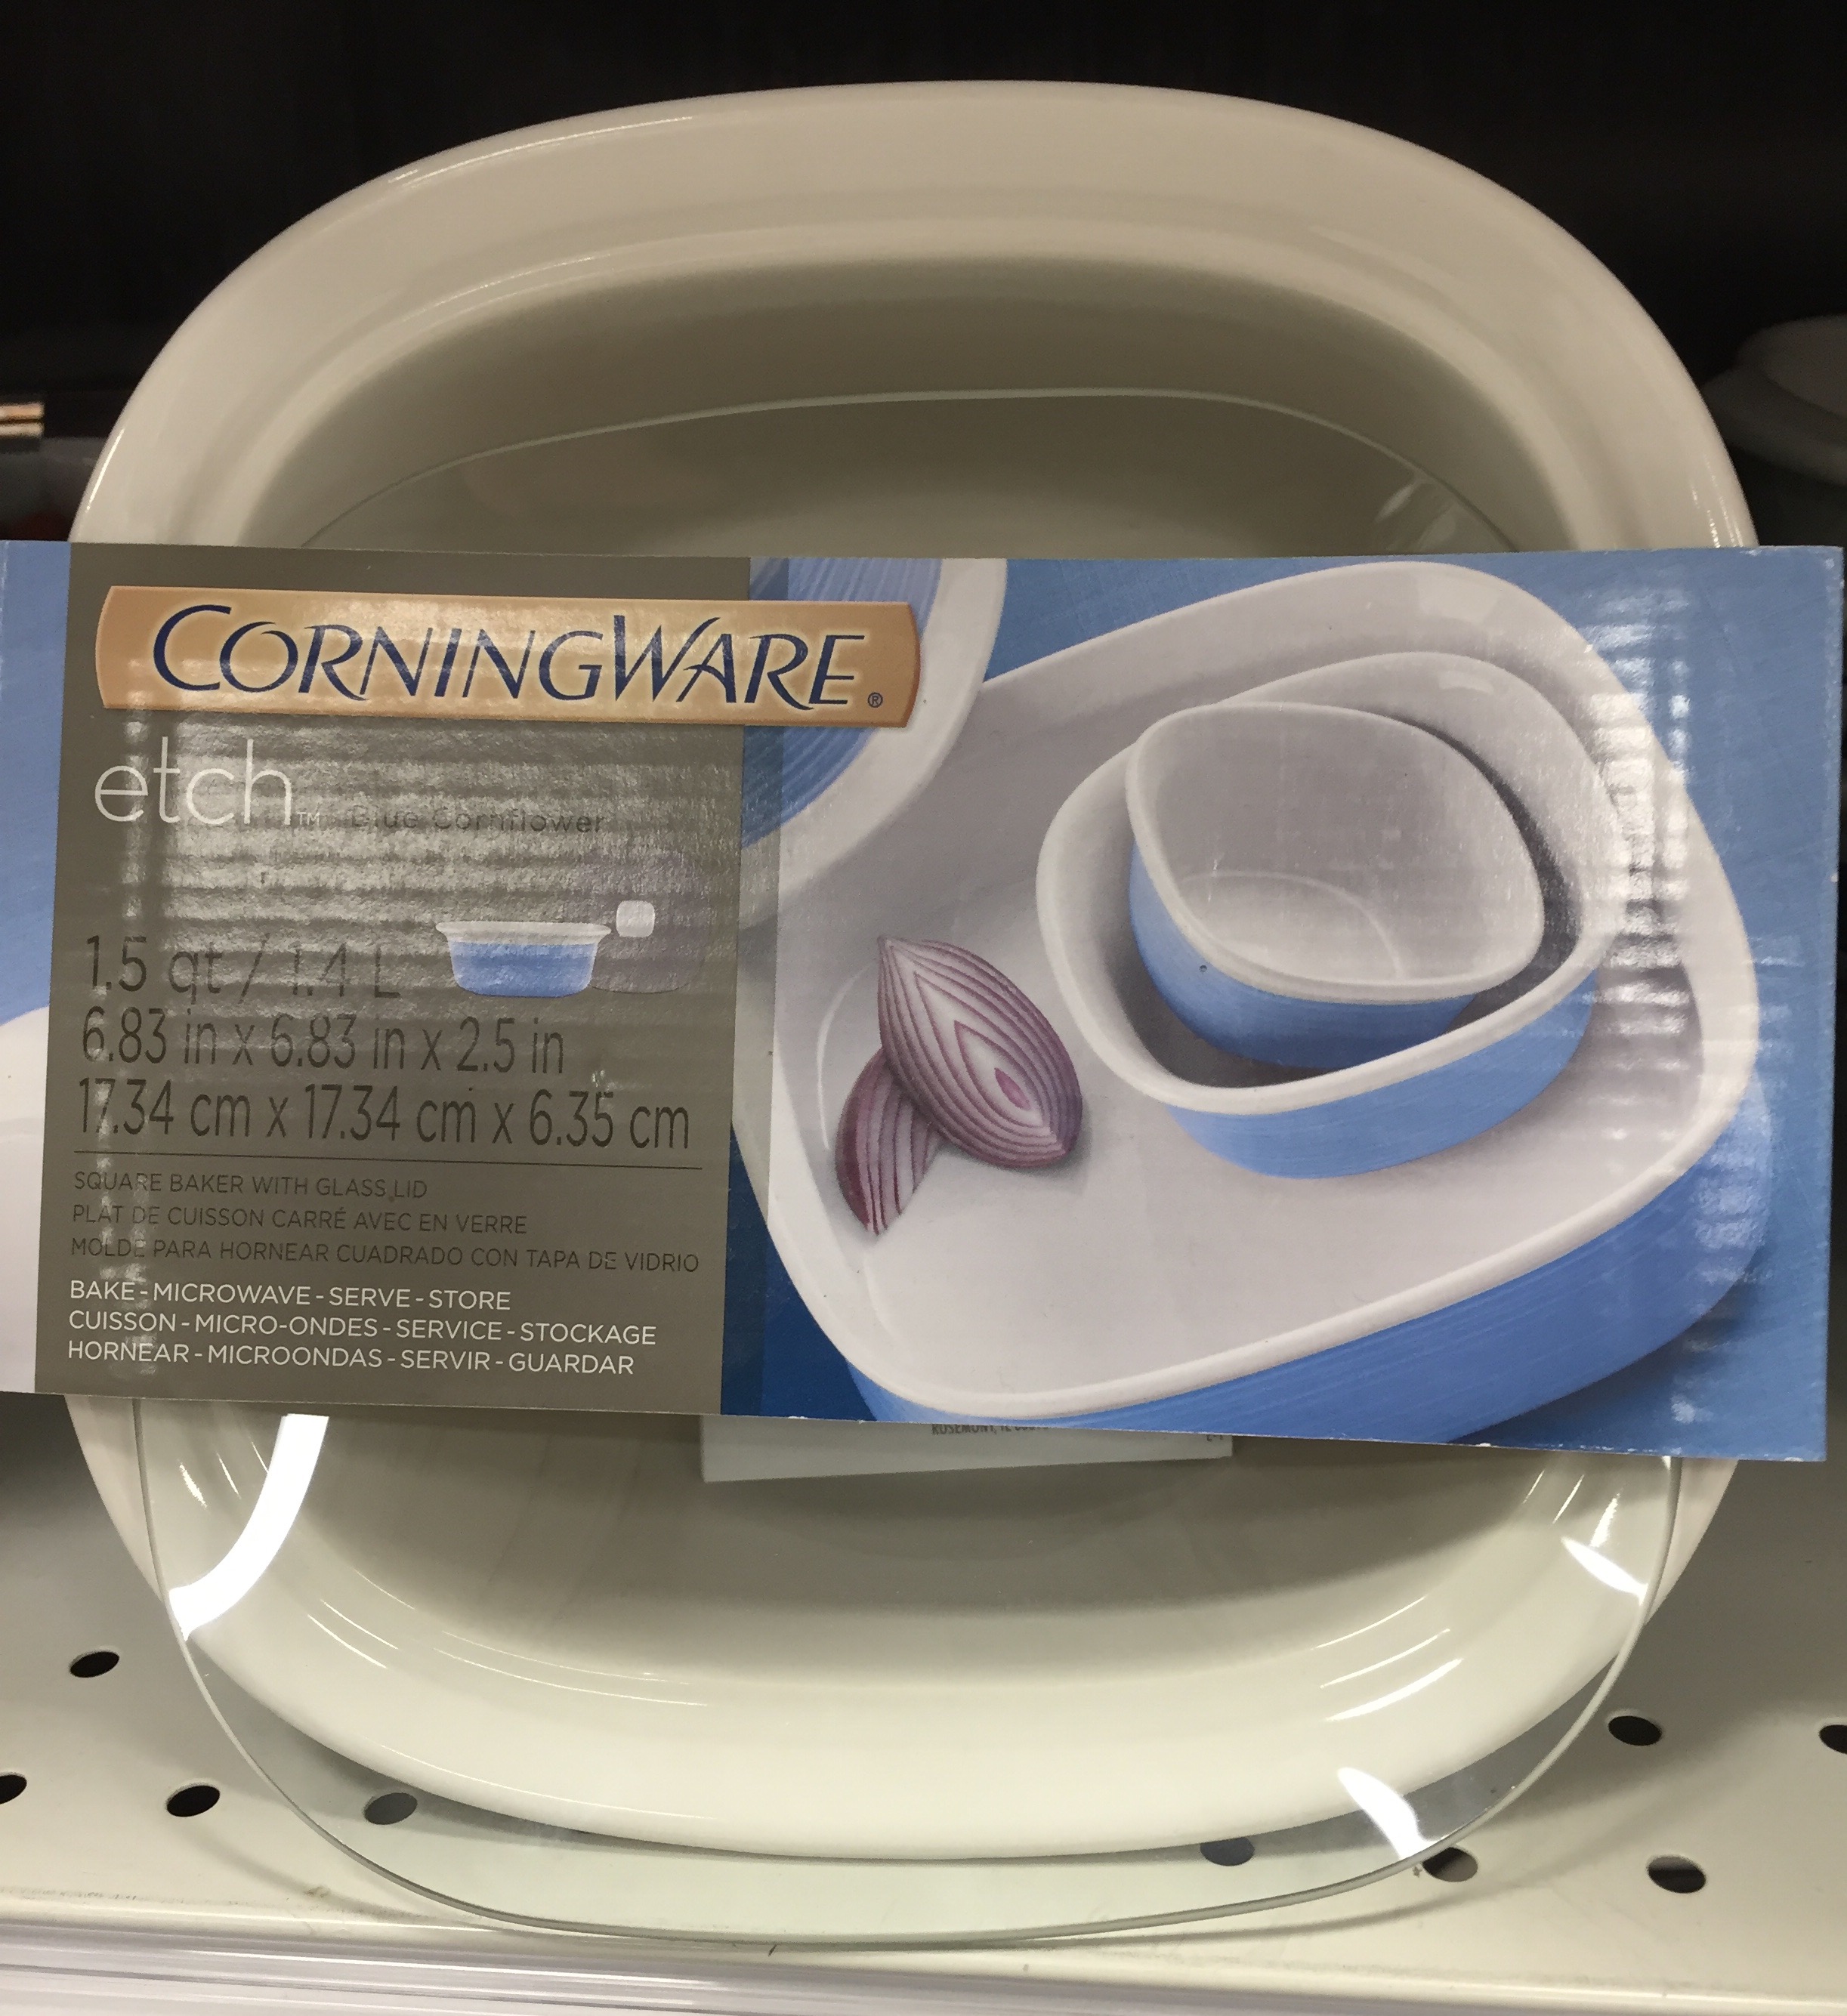 CORNINGWARE®
etch™ Blue Cornflower
1.5 qt / 1.4 L
6.83 in x 6.83 in x 2.5 in
17.34 cm x 17.34 cm x 6.35 cm
SQUARE BAKER WITH GLASS LID
PLAT DE CUISSON CARRÉ AVEC EN VERRE
MOLDE PARA HORNEAR CUADRADO CON TAPA DE VIDRIO
BAKE - MICROWAVE - SERVE - STORE
CUISSON - MICRO-ONDES - SERVICE - STOCKAGE
HORNEAR - MICROONDAS - SERVIR - GUARDAR
ROSEMONT, IL